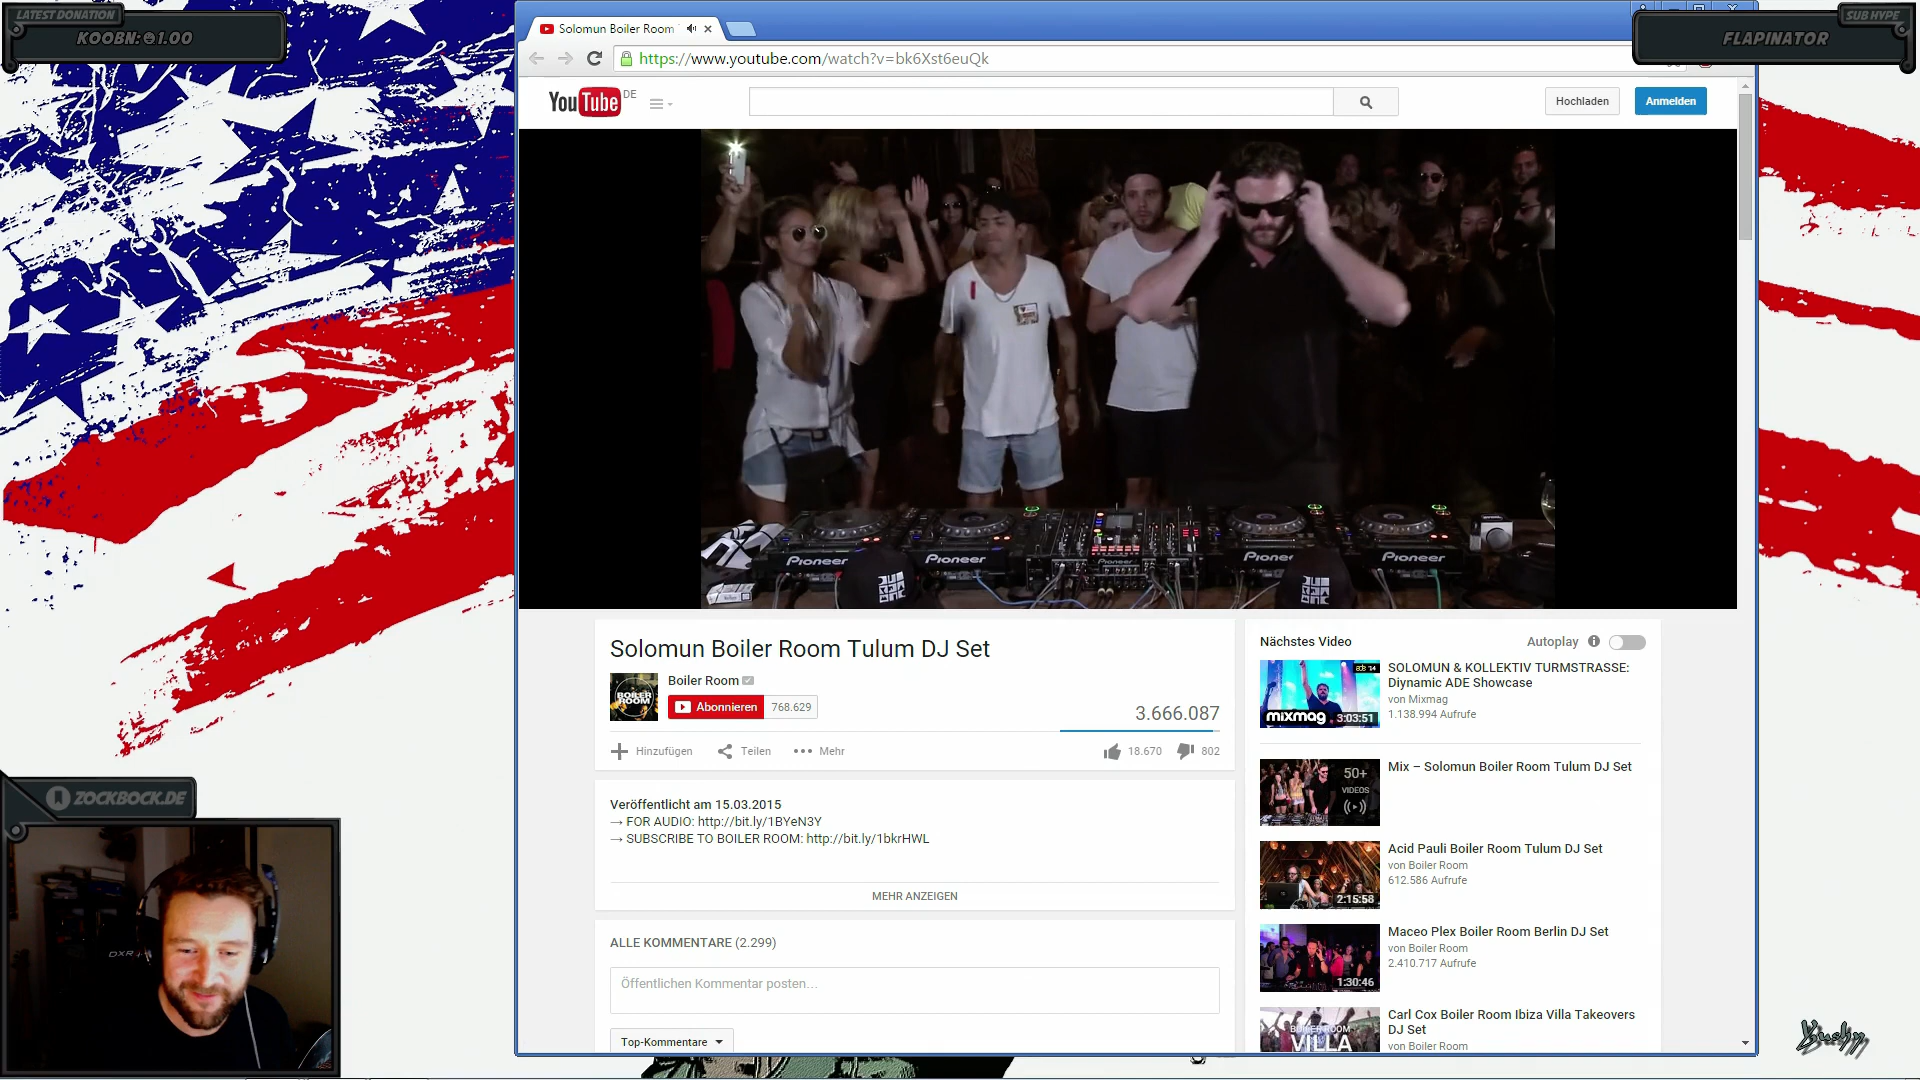 LATEST DONATION
KOOBN:
1.00
SUB HYPE
FLAPINATOR
Solomun Boiler Room
https://www.youtube.com/watch?v=bk6Xst6euQk
YouTube DE
Hochladen
Anmelden
Pioneer
Pioneer
Pioneer
Pioneer
Pioneer
Solomun Boiler Room Tulum DJ Set
BOILER ROOM
Boiler Room
Abonnieren
768.629
3.666.087
Hinzufügen
Teilen
Mehr
18.670
802
Veröffentlicht am 15.03.2015
→ FOR AUDIO: http://bit.ly/1BYeN3Y
→ SUBSCRIBE TO BOILER ROOM: http://bit.ly/1bkrHWL
MEHR ANZEIGEN
ALLE KOMMENTARE (2.299)
Öffentlichen Kommentar posten...
Top-Kommentare
Nächstes Video
Autoplay
mixmag
3:03:51
SOLOMUN & KOLLEKTIV TURMSTRASSE:
Diynamic ADE Showcase
von Mixmag
1.138.994 Aufrufe
50+
VIDEOS
Mix – Solomun Boiler Room Tulum DJ Set
2:15:58
Acid Pauli Boiler Room Tulum DJ Set
von Boiler Room
612.586 Aufrufe
1:30:46
Maceo Plex Boiler Room Berlin DJ Set
von Boiler Room
2.410.717 Aufrufe
BOILER ROOM
VILLA
Carl Cox Boiler Room Ibiza Villa Takeovers
DJ Set
von Boiler Room
ZOCKBOCK.DE
DXR